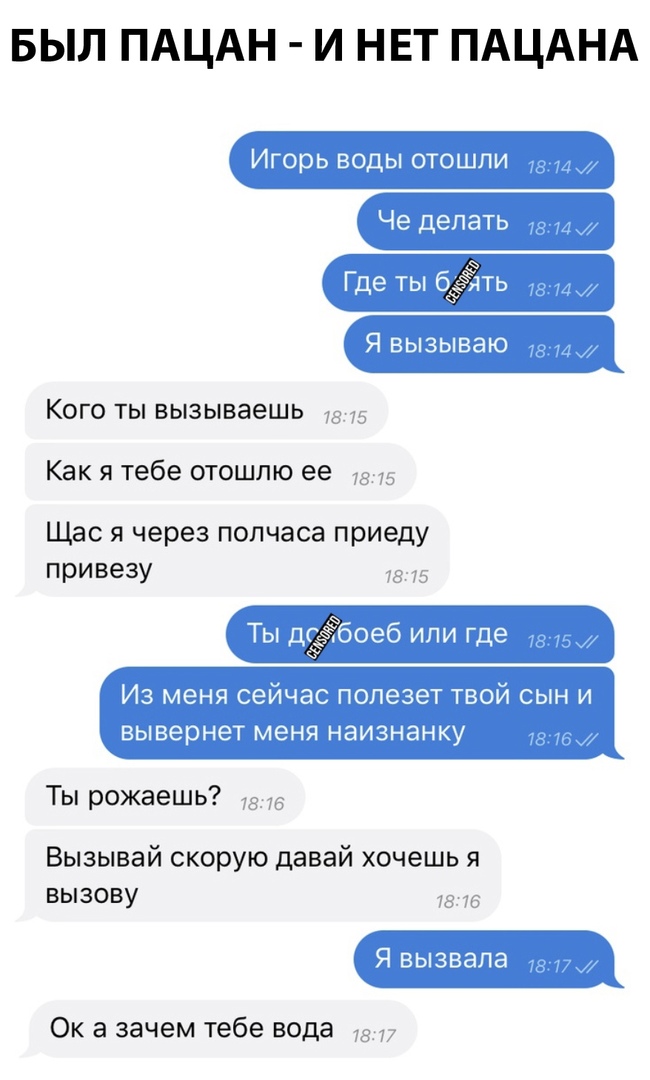 БЫЛ ПАЦАН - И НЕТ ПАЦАНА
Игорь воды отошли 18:14
Че делать 18:14
Где ты б CENSORED ять 18:14
Я вызываю 18:14
Кого ты вызываешь 18:15
Как я тебе отошлю ее 18:15
Щас я через полчаса приеду
привезу 18:15
Ты до CENSORED боеб или где 18:15
Из меня сейчас полезет твой сын и
вывернет меня наизнанку 18:16
Ты рожаешь? 18:16
Вызывай скорую давай хочешь я
вызову 18:16
Я вызвала 18:17
Ок а зачем тебе вода 18:17